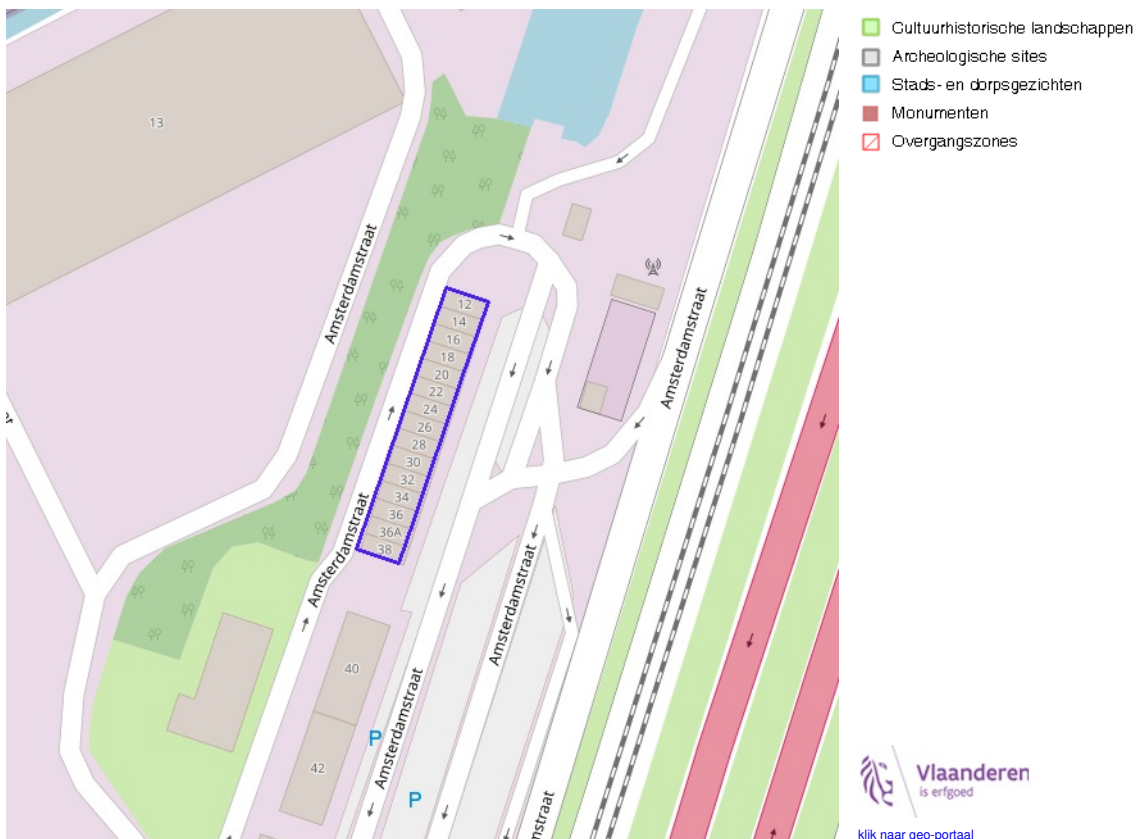 Cultuurhistorische landschappen
Archeologische sites
Stads- en dorpsgezichten
Monumenten
Overgangszones
13
Amsterdamstraat
12
14
16
18
20
22
24
26
28
30
32
34
36
36A
38
Amsterdamstraat
Amsterdamstraat
Amsterdamstraat
Amsterdamstraat
40
P
42
P
mstraat
Vlaanderen
is erfgoed
klik naar geo-portaal